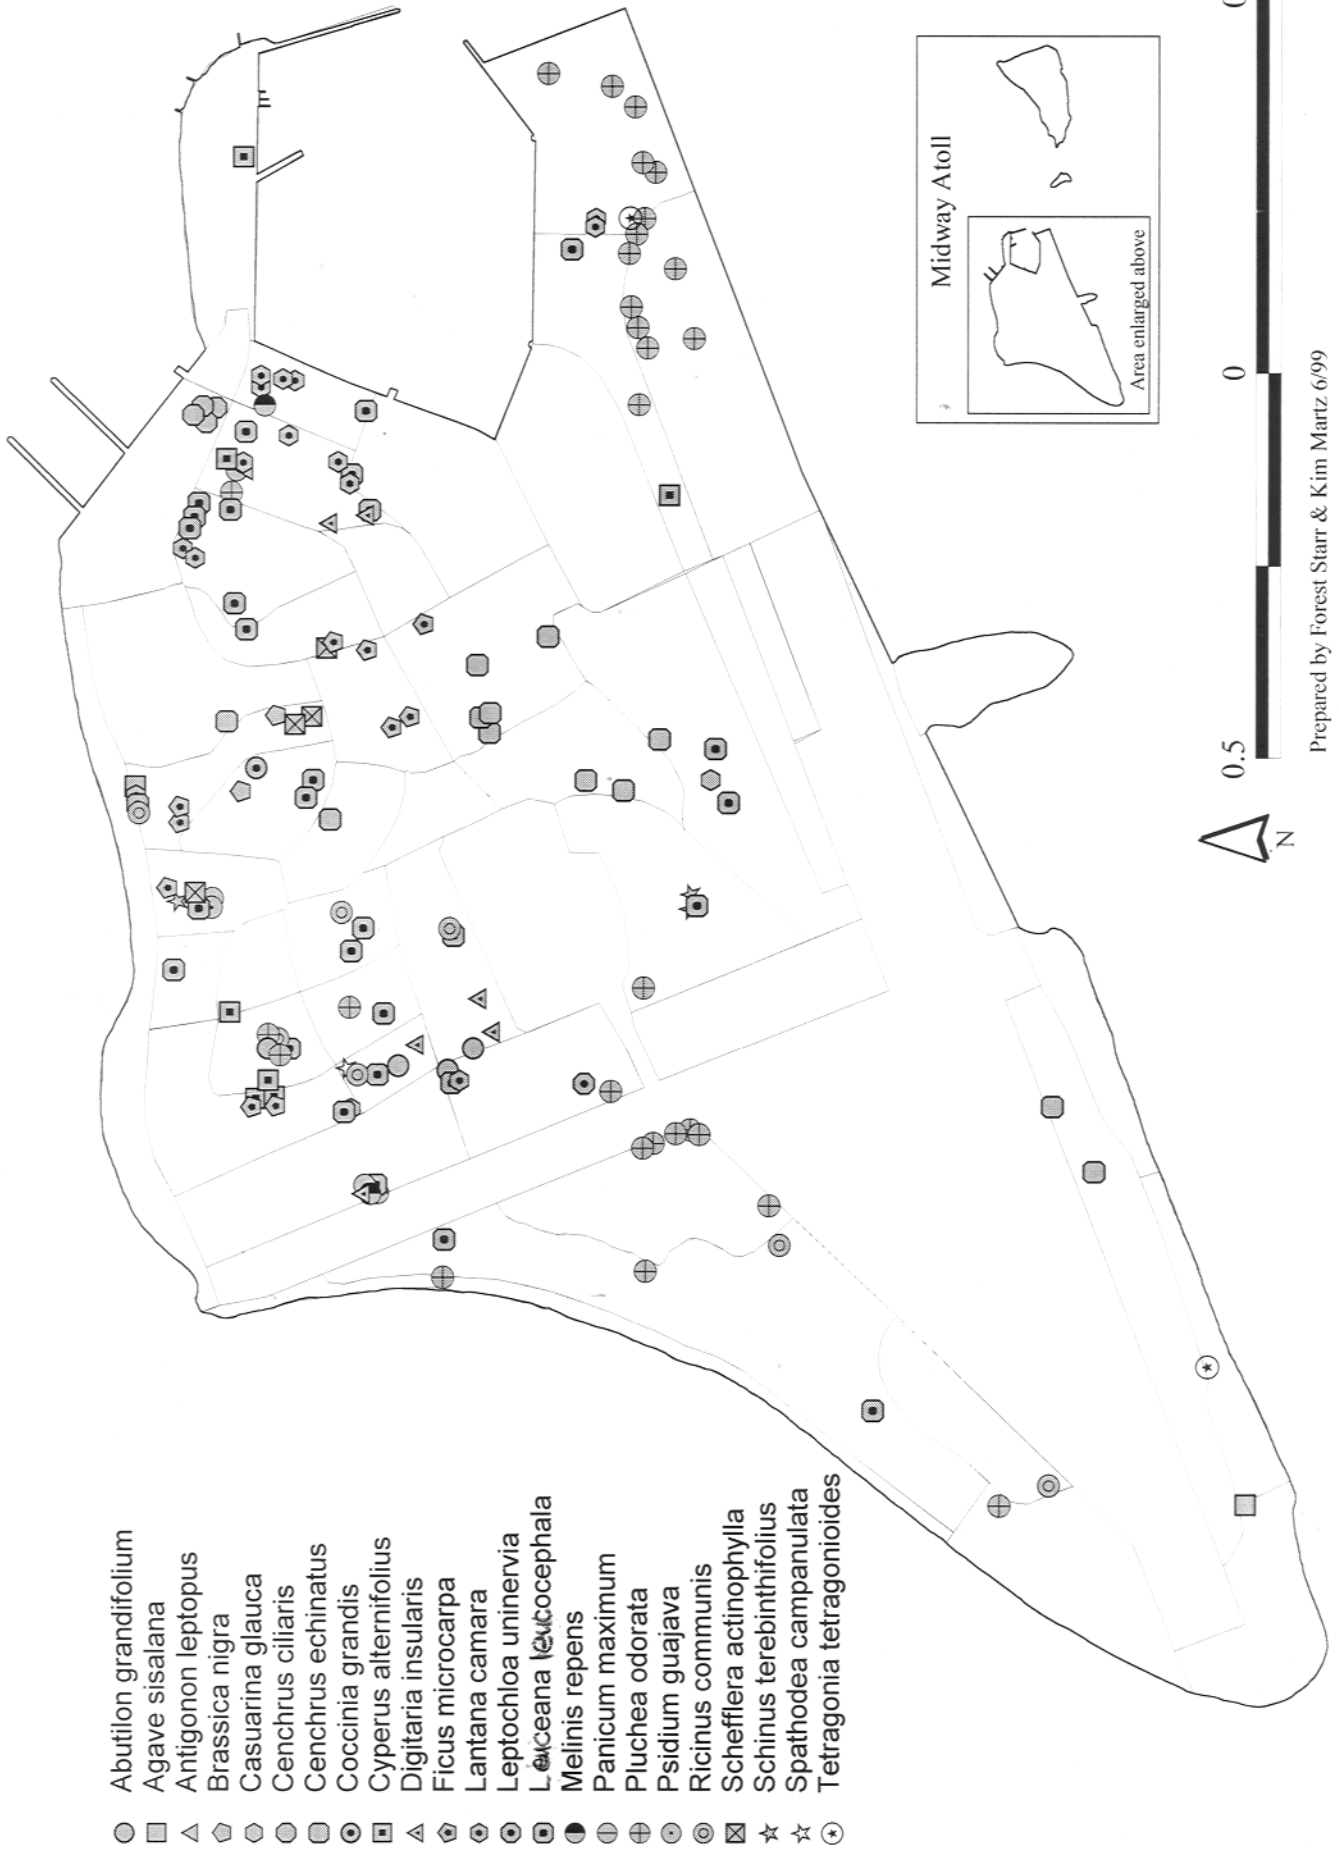 Abutilon grandifolium
Agave sisalana
Antigonon leptopus
Brassica nigra
Casuarina glauca
Cenchrus ciliaris
Cenchrus echinatus
Coccinia grandis
Cyperus alternifolius
Digitaria insularis
Ficus microcarpa
Lantana camara
Leptochloa uninervia
Leuceana leucocephala
Melinis repens
Panicum maximum
Pluchea odorata
Psidium guajava
Ricinus communis
Schefflera actinophylla
Schinus terebinthifolius
Spathodea campanulata
Tetragonia tetragonioides
Midway Atoll
Area enlarged above
N
0.5 0
Prepared by Forest Starr & Kim Martz 6/99